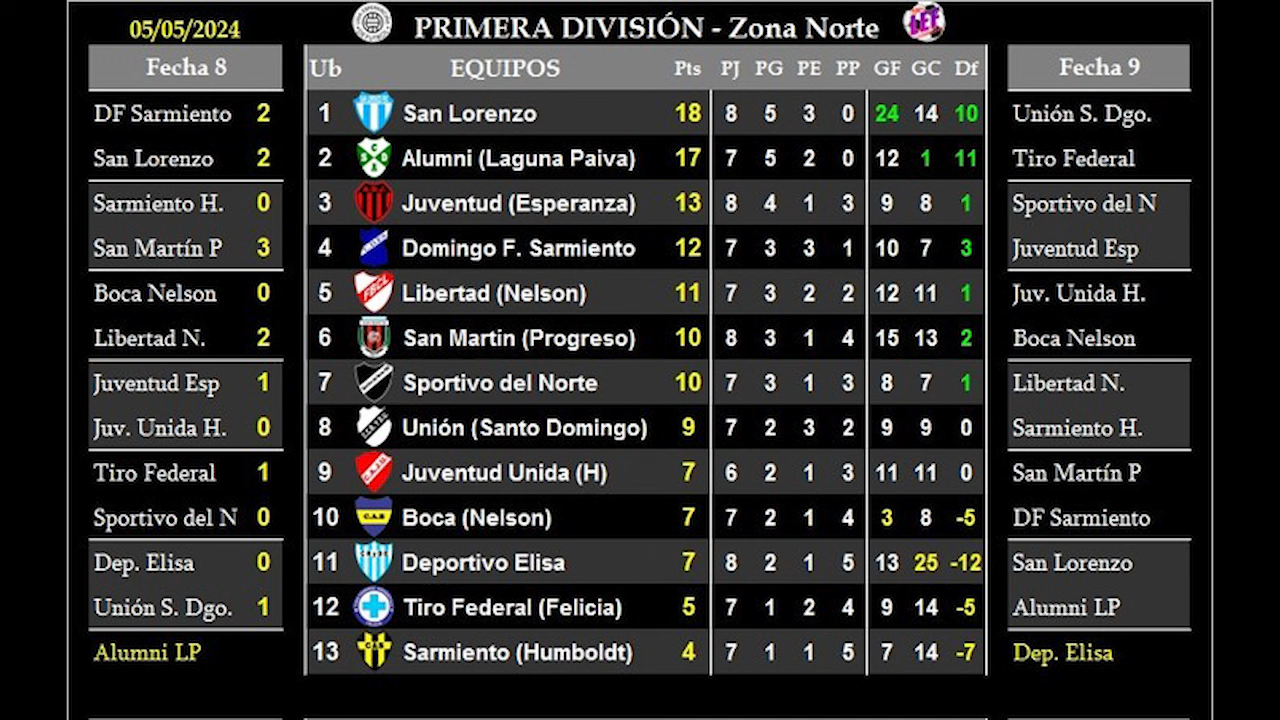 05/05/2024
PRIMERA DIVISIÓN - Zona Norte
LEF
Fecha 8
DF Sarmiento 2
San Lorenzo 2
Sarmiento H. 0
San Martín P 3
Boca Nelson 0
Libertad N. 2
Juventud Esp 1
Juv. Unida H. 0
Tiro Federal 1
Sportivo del N 0
Dep. Elisa 0
Unión S. Dgo. 1
Alumni LP
Ub EQUIPOS Pts PJ PG PE PP GF GC Df
1 San Lorenzo 18 8 5 3 0 24 14 10
2 Alumni (Laguna Paiva) 17 7 5 2 0 12 1 11
3 Juventud (Esperanza) 13 8 4 1 3 9 8 1
4 Domingo F. Sarmiento 12 7 3 3 1 10 7 3
5 Libertad (Nelson) 11 7 3 2 2 12 11 1
6 San Martin (Progreso) 10 8 3 1 4 15 13 2
7 Sportivo del Norte 10 7 3 1 3 8 7 1
8 Unión (Santo Domingo) 9 7 2 3 2 9 9 0
9 Juventud Unida (H) 7 6 2 1 3 11 11 0
10 Boca (Nelson) 7 7 2 1 4 3 8 -5
11 Deportivo Elisa 7 8 2 1 5 13 25 -12
12 Tiro Federal (Felicia) 5 7 1 2 4 9 14 -5
13 Sarmiento (Humboldt) 4 7 1 1 5 7 14 -7
Fecha 9
Unión S. Dgo.
Tiro Federal
Sportivo del N
Juventud Esp
Juv. Unida H.
Boca Nelson
Libertad N.
Sarmiento H.
San Martín P
DF Sarmiento
San Lorenzo
Alumni LP
Dep. Elisa